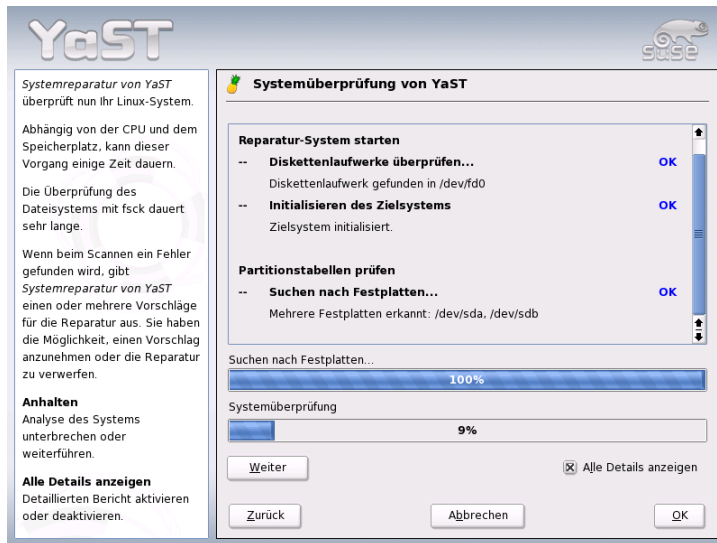 YaST
SUSE
Systemreparatur von YaST
überprüft nun Ihr Linux-System.
Abhängig von der CPU und dem
Speicherplatz, kann dieser
Vorgang einige Zeit dauern.
Die Überprüfung des
Dateisystems mit fsck dauert
sehr lange.
Wenn beim Scannen ein Fehler
gefunden wird, gibt
Systemreparatur von YaST
einen oder mehrere Vorschläge
für die Reparatur aus. Sie haben
die Möglichkeit, einen Vorschlag
anzunehmen oder die Reparatur
zu verwerfen.
Anhalten
Analyse des Systems
unterbrechen oder
weiterführen.
Alle Details anzeigen
Detaillierten Bericht aktivieren
oder deaktivieren.
Systemüberprüfung von YaST
Reparatur-System starten
-- Diskettenlaufwerke überprüfen... OK
Diskettenlaufwerk gefunden in /dev/fd0
-- Initialisieren des Zielsystems OK
Zielsystem initialisiert.
Partitionstabellen prüfen
-- Suchen nach Festplatten... OK
Mehrere Festplatten erkannt: /dev/sda, /dev/sdb
Suchen nach Festplatten...
100%
Systemüberprüfung
9%
Weiter Alle Details anzeigen
Zurück Abbrechen OK